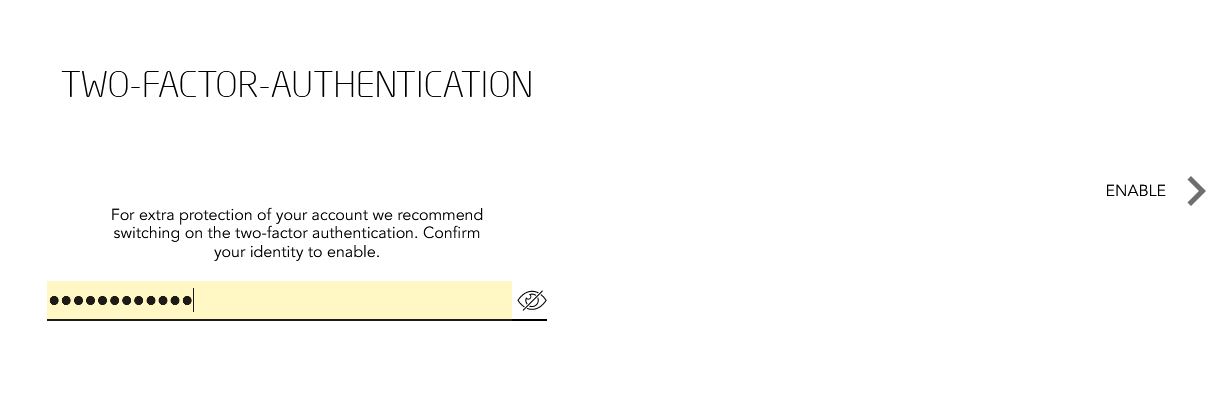 TWO-FACTOR-AUTHENTICATION
ENABLE
For extra protection of your account we recommend
switching on the two-factor authentication. Confirm
your identity to enable.
••••••••••••